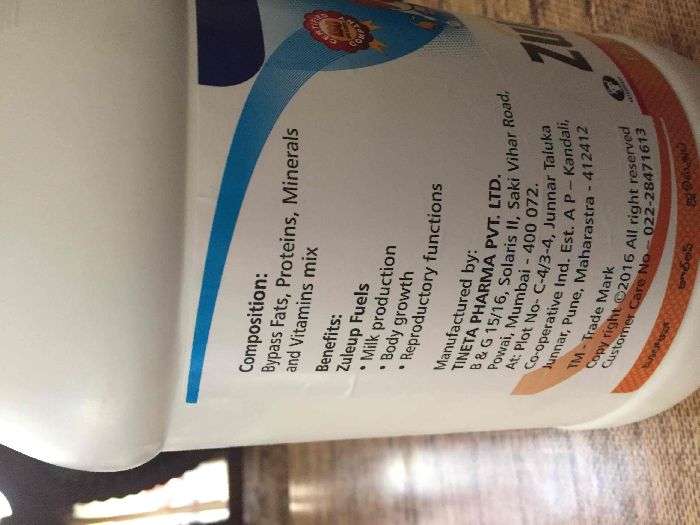 Composition:
Bypass Fats, Proteins, Minerals
and Vitamins mix
Benefits:
Zuleup Fuels
• Milk production
• Body growth
• Reproductory functions
Manufactured by:
TINETA PHARMA PVT. LTD.
B & G 15/16, Solaris II, Saki Vihar Road,
Powai, Mumbai - 400 072.
At: Plot No- C-4/3-4, Junnar Taluka
Co-operative Ind. Est. A P – Kandali,
Junnar, Pune, Maharastra - 412412
TM - Trade Mark
Copy right ©2016 All right reserved
Customer Care No – 022-28471613